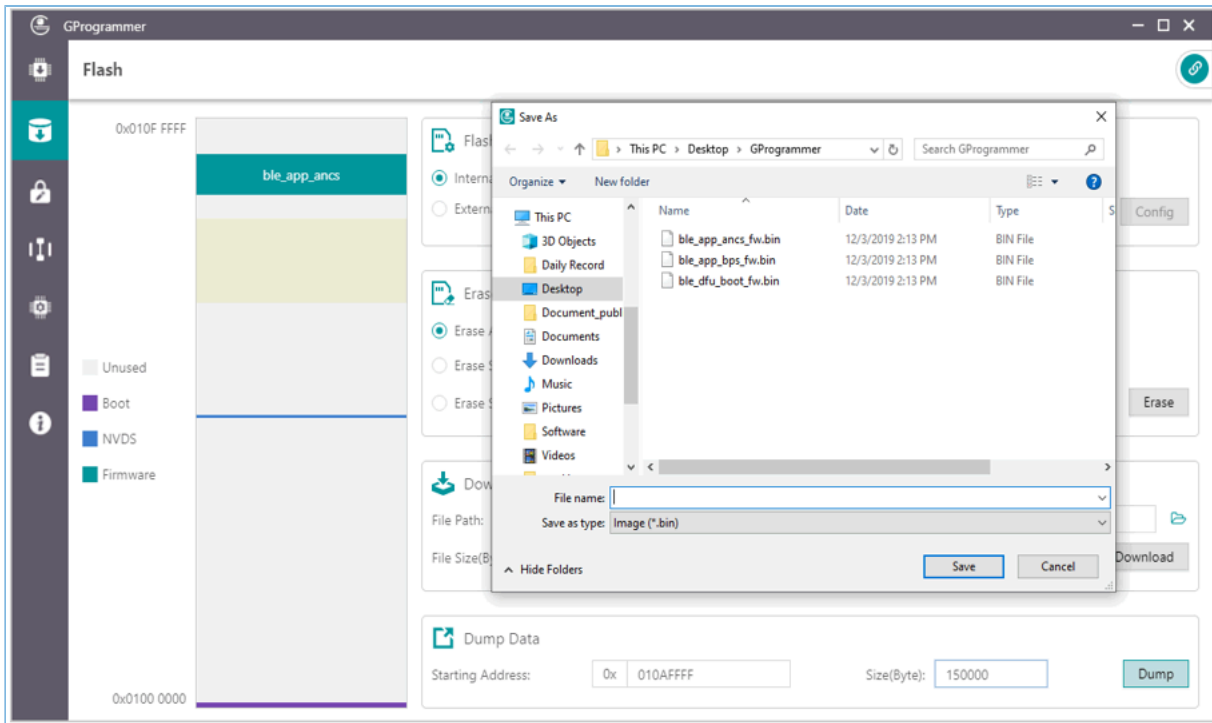 GProgrammer
Flash
0x010F FFFF
ble_app_ancs
Unused
Boot
NVDS
Firmware
0x0100 0000
Flas
Intern
Extern
Config
Eras
Erase A
Erase S
Erase S
Erase
Dow
File Path:
File Size(B
Download
Dump Data
Starting Address: 0x 010AFFFF Size(Byte): 150000 Dump
Save As
This PC > Desktop > GProgrammer Search GProgrammer
Organize New folder
This PC
3D Objects
Daily Record
Desktop
Document_publ
Documents
Downloads
Music
Pictures
Software
Videos
Name Date Type S
ble_app_ancs_fw.bin 12/3/2019 2:13 PM BIN File
ble_app_bps_fw.bin 12/3/2019 2:13 PM BIN File
ble_dfu_boot_fw.bin 12/3/2019 2:13 PM BIN File
File name:
Save as type: Image (*.bin)
Hide Folders Save Cancel